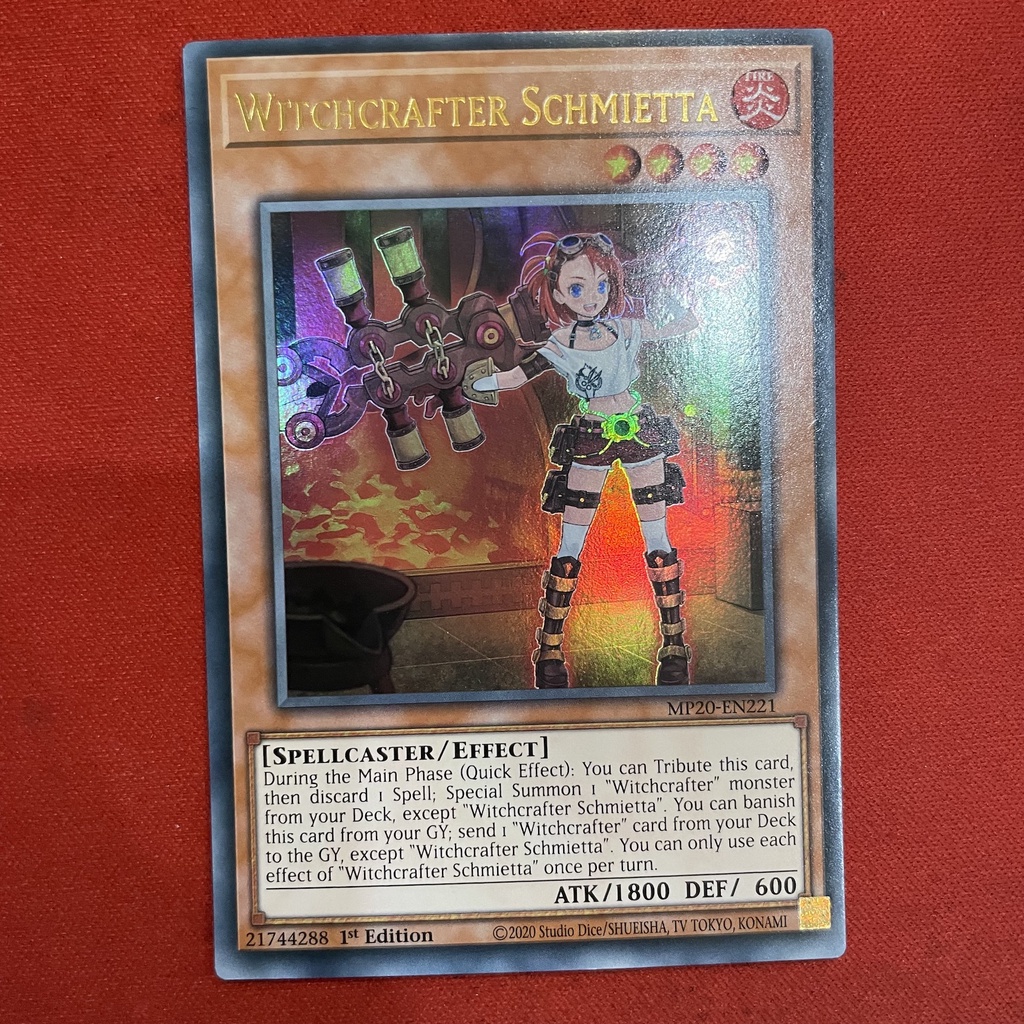 WITCHCRAFTER SCHMIETTA
FIRE
炎
MP20-EN221
[SPELLCASTER/EFFECT]
During the Main Phase (Quick Effect): You can Tribute this card,
then discard 1 Spell; Special Summon 1 "Witchcrafter" monster
from your Deck, except "Witchcrafter Schmietta". You can banish
this card from your GY; send 1 "Witchcrafter" card from your Deck
to the GY, except "Witchcrafter Schmietta". You can only use each
effect of "Witchcrafter Schmietta" once per turn.
ATK/1800 DEF/ 600
21744288 1st Edition ©2020 Studio Dice/SHUEISHA, TV TOKYO, KONAMI